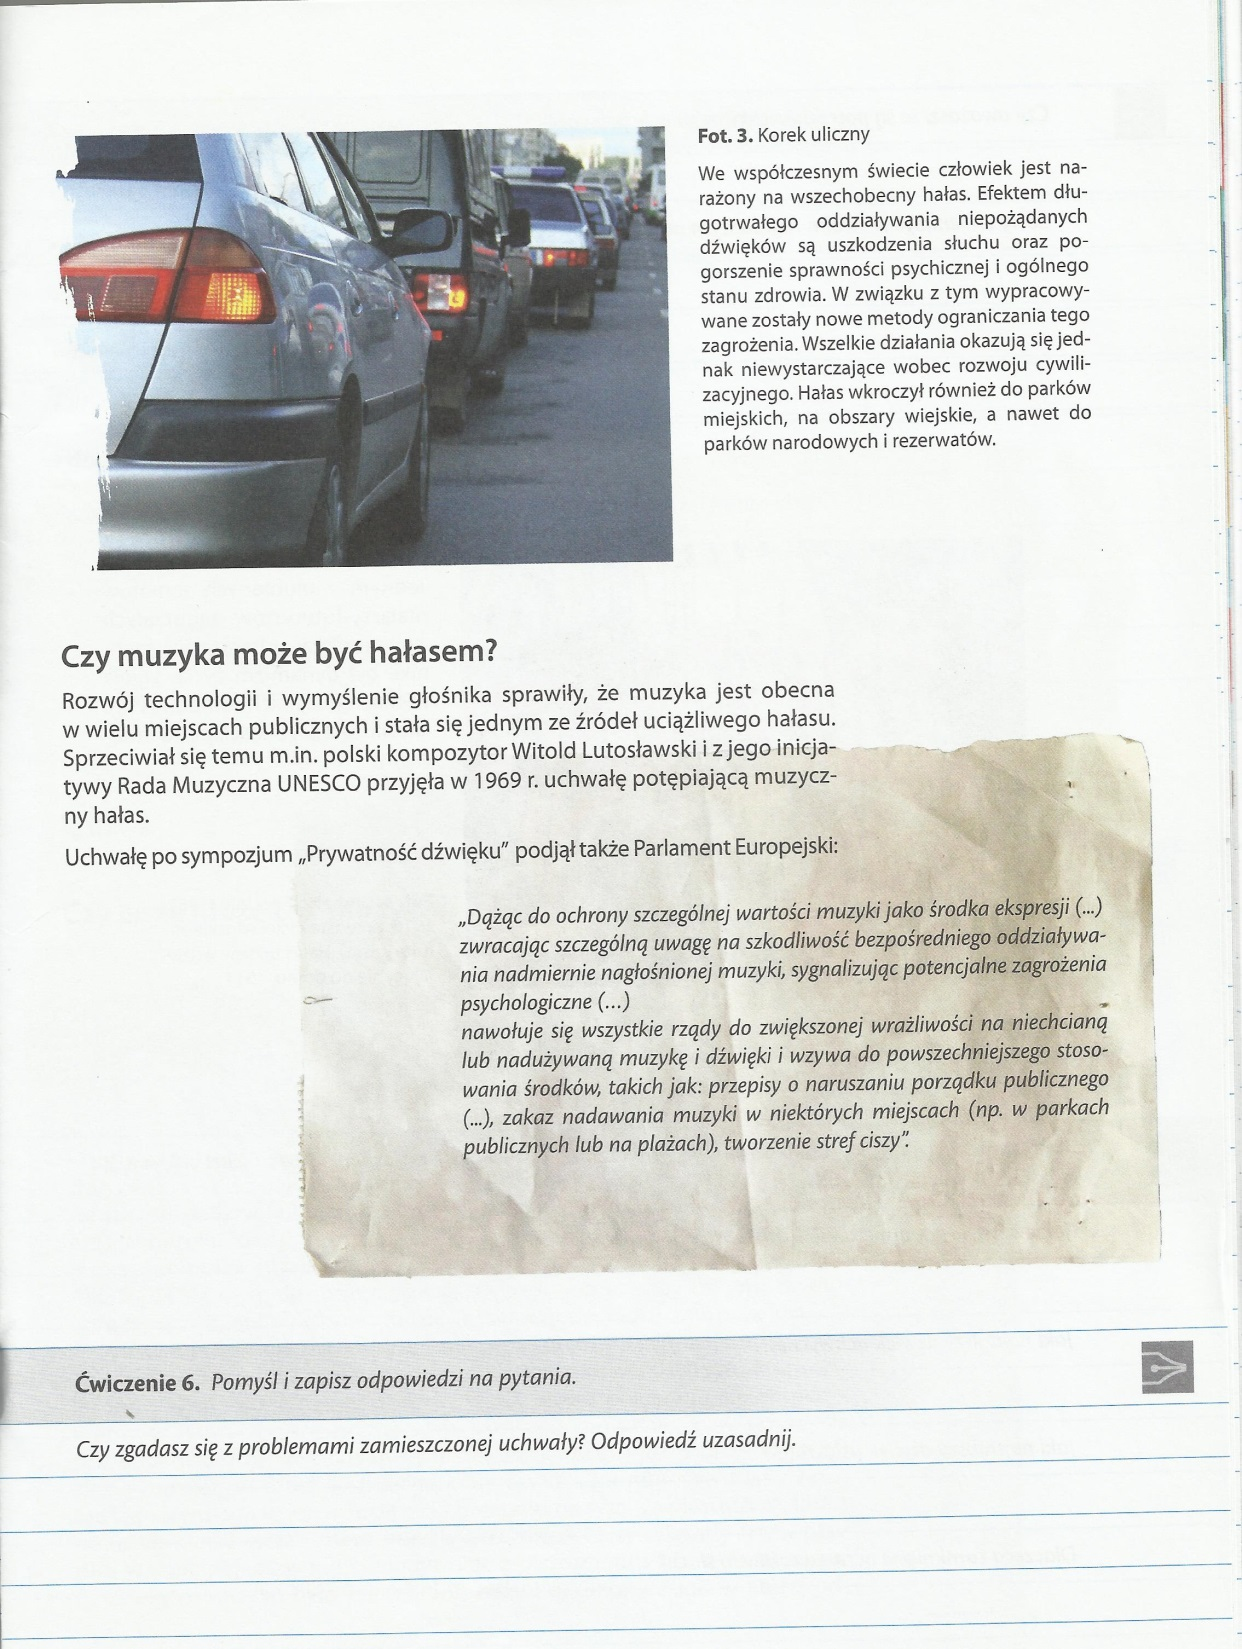 Fot. 3. Korek uliczny
We współczesnym świecie człowiek jest na-
rażony na wszechobecny hałas. Efektem dłu-
gotrwałego oddziaływania niepożądanych
dźwięków są uszkodzenia słuchu oraz po-
gorszenie sprawności psychicznej i ogólnego
stanu zdrowia. W związku z tym wypracowy-
wane zostały nowe metody ograniczania tego
zagrożenia. Wszelkie działania okazują się jed-
nak niewystarczające wobec rozwoju cywili-
zacyjnego. Hałas wkroczył również do parków
miejskich, na obszary wiejskie, a nawet do
parków narodowych i rezerwatów.
Czy muzyka może być hałasem?
Rozwój technologii i wymyślenie głośnika sprawiły, że muzyka jest obecna
w wielu miejscach publicznych i stała się jednym ze źródeł uciążliwego hałasu.
Sprzeciwiał się temu m.in. polski kompozytor Witold Lutosławski i z jego inicja-
tywy Rada Muzyczna UNESCO przyjęła w 1969 r. uchwałę potępiającą muzycz-
ny hałas.
Uchwałę po sympozjum „Prywatność dźwięku” podjął także Parlament Europejski:
„Dążąc do ochrony szczególnej wartości muzyki jako środka ekspresji (...)
zwracając szczególną uwagę na szkodliwość bezpośredniego oddziaływa-
nia nadmiernie nagłośnionej muzyki, sygnalizując potencjalne zagrożenia
psychologiczne (...)
nawołuje się wszystkie rządy do zwiększonej wrażliwości na niechcianą
lub nadużywaną muzykę i dźwięki i wzywa do powszechniejszego stoso-
wania środków, takich jak: przepisy o naruszaniu porządku publicznego
(...), zakaz nadawania muzyki w niektórych miejscach (np. w parkach
publicznych lub na plażach), tworzenie stref ciszy”.
Ćwiczenie 6. Pomyśl i zapisz odpowiedzi na pytania.
Czy zgadasz się z problemami zamieszczonej uchwały? Odpowiedź uzasadnij.